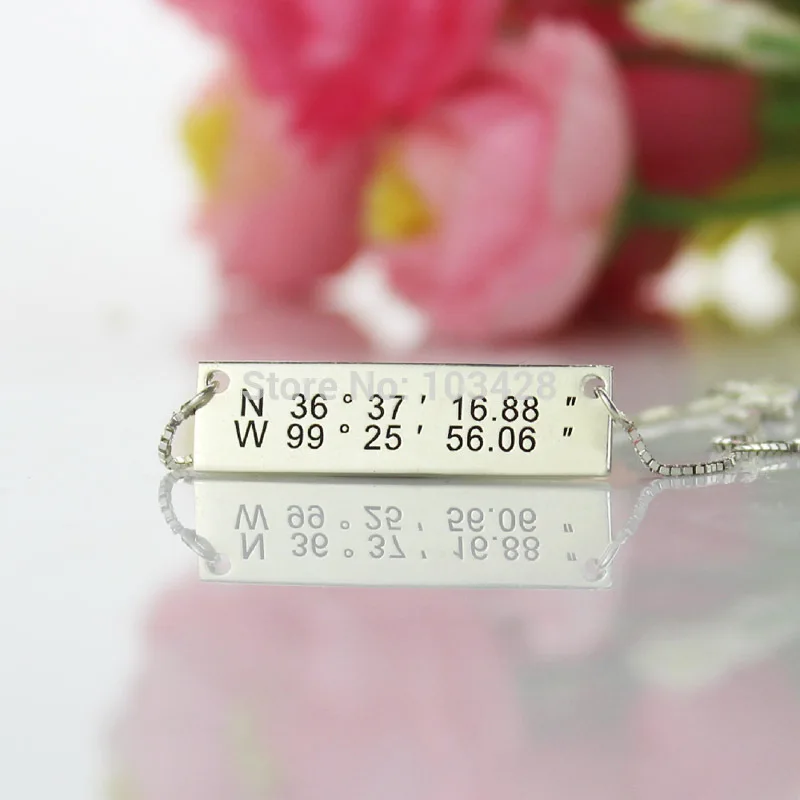 Store No: 103428
N 36 ° 37 ′ 16.88 ″
W 99 ° 25 ′ 56.06 ″